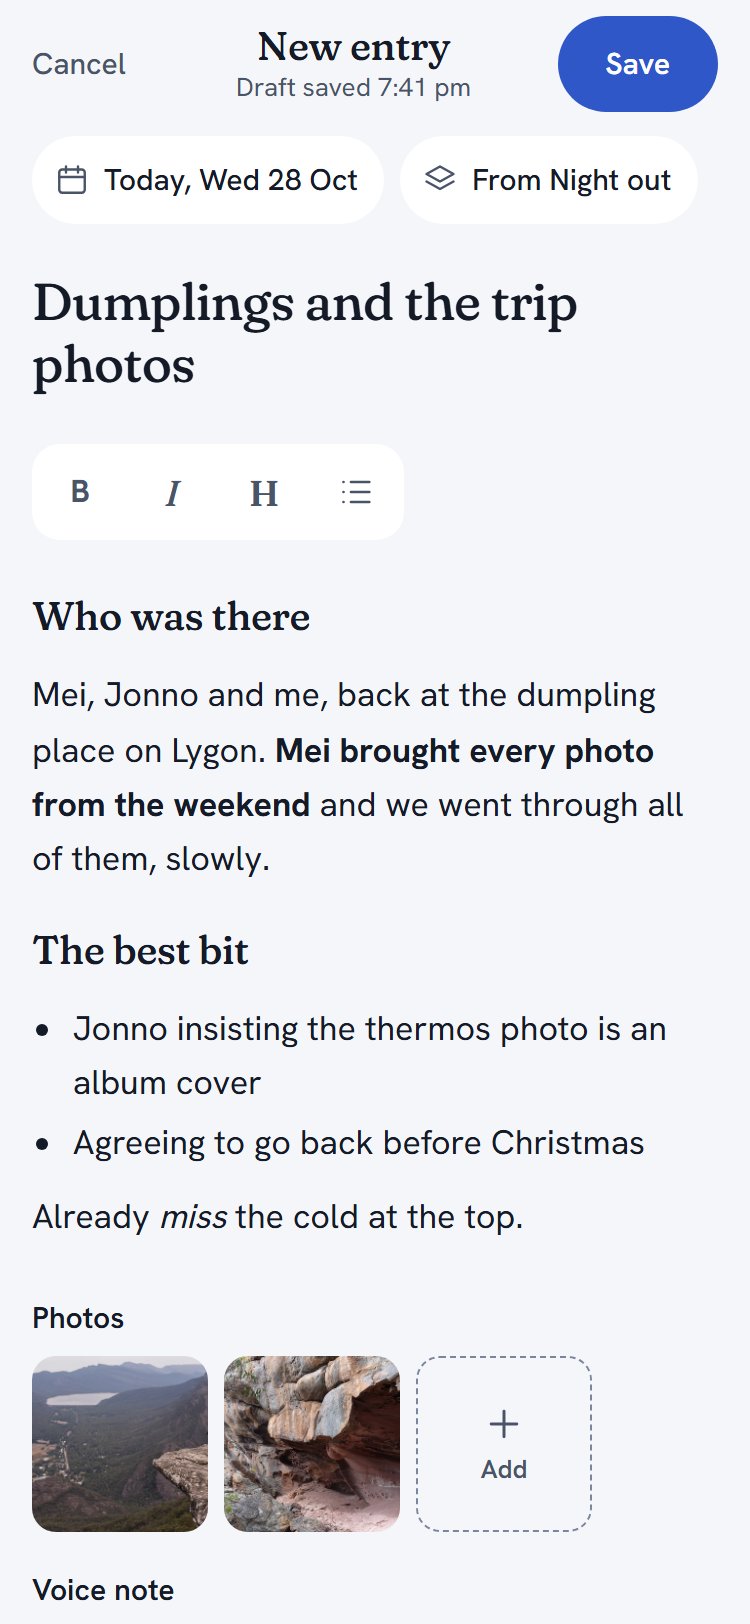 Cancel
New entry
Draft saved 7:41 pm
Save
Today, Wed 28 Oct
From Night out
Dumplings and the trip
photos
B
I
H
Who was there
Mei, Jonno and me, back at the dumpling
place on Lygon. Mei brought every photo
from the weekend and we went through all
of them, slowly.
The best bit
• Jonno insisting the thermos photo is an
album cover
• Agreeing to go back before Christmas
Already miss the cold at the top.
Photos
Add
Voice note